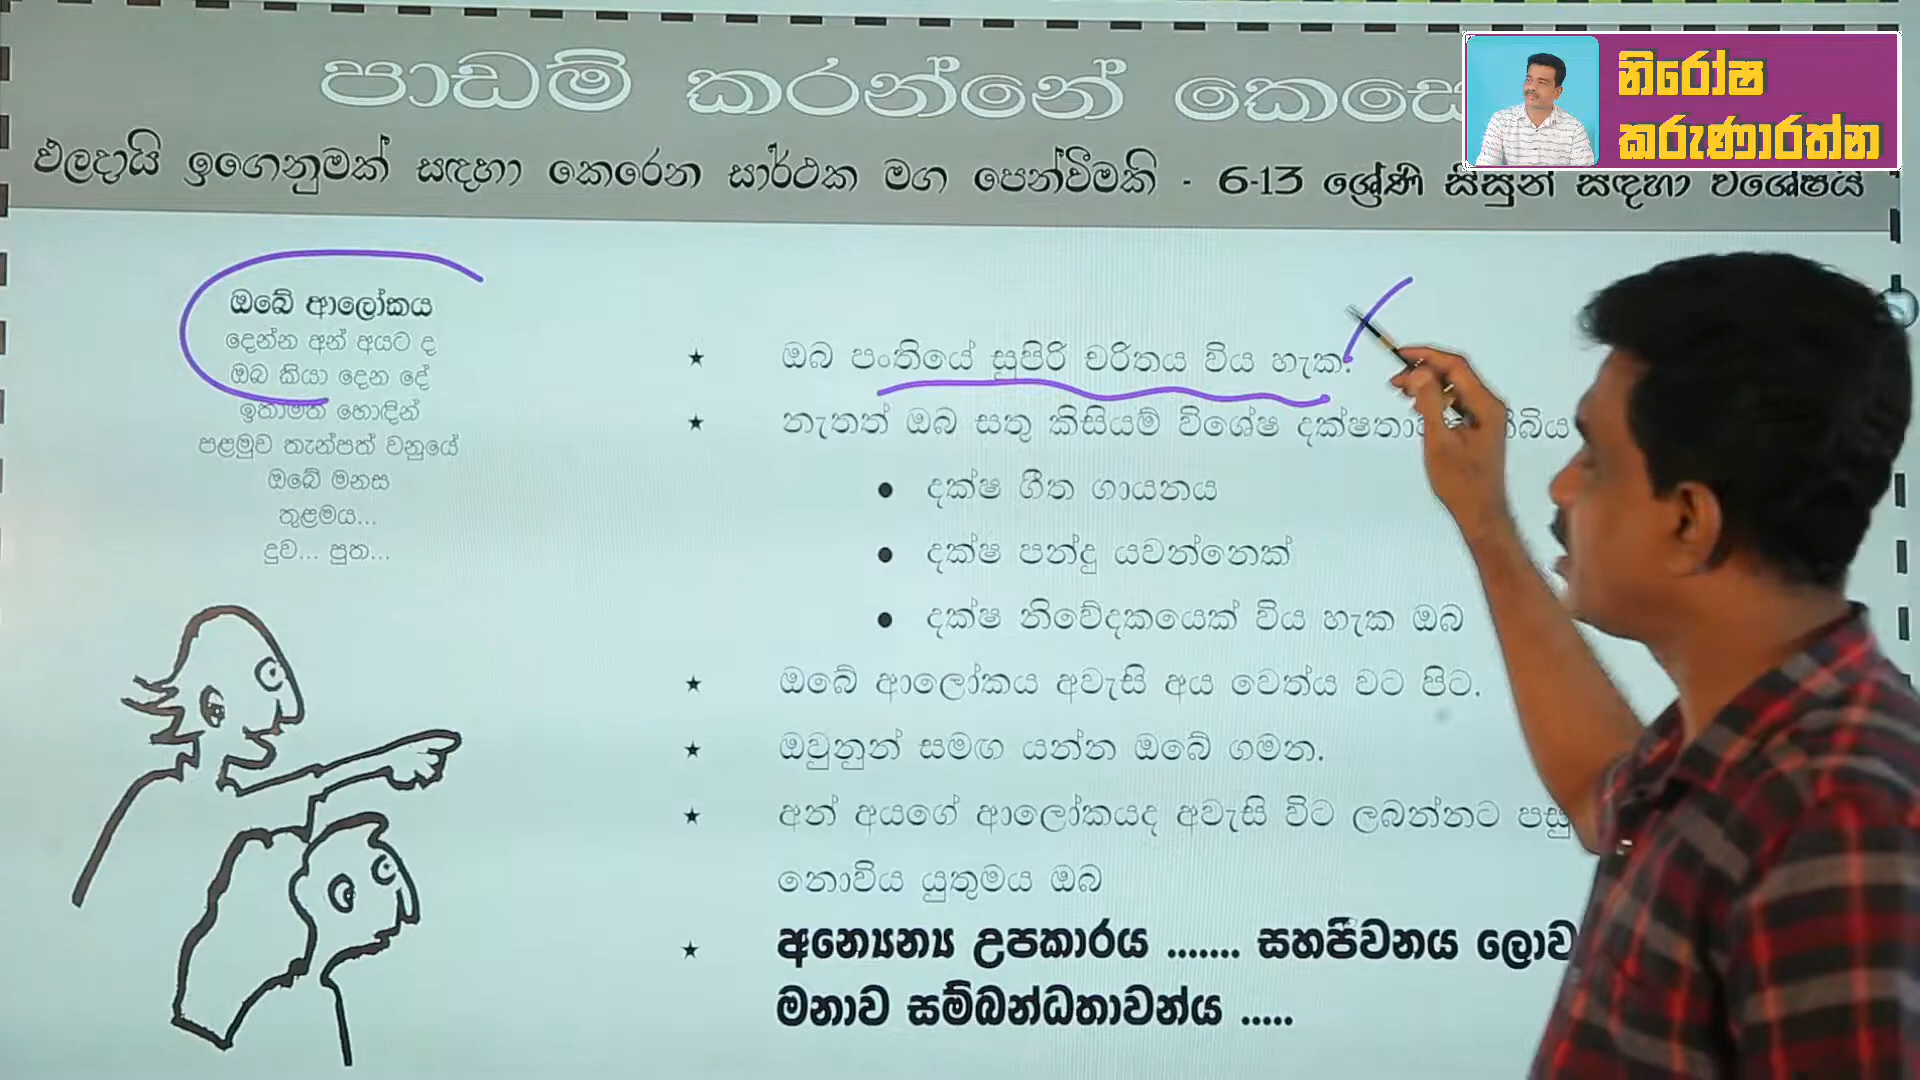 පාඩම් කරන්නේ
නිරෝෂ
කරුණාරත්න
ඵලදායි ඉගෙනුමක් සඳහා කෙරෙන සාර්ථක මග පෙන්වීමකි - 6-13 ශ්‍රේණි සිසුන් සඳහා විශේෂයි
ඔබේ ආලෝකය
දෙන්න අන් අයට ද
ඔබ කියා දෙන දේ
ඉතාමත් හොඳින්
පළමුව තැන්පත් වනුයේ
ඔබේ මනස
තුළමය...
දුව... පුත...
★ ඔබ පංතියේ සුපිරි චරිතය විය හැක.
★ නැතත් ඔබ සතු කිසියම් විශේෂ
● දක්ෂ ගීත ගායනය
● දක්ෂ පන්දු යවන්නෙක්
● දක්ෂ නිවේදකයෙක් විය හැක ඔබ
★ ඔබේ ආලෝකය අවැසි අය වෙත්ය වට පිට.
★ ඔවුනුන් සමඟ යන්න ඔබේ ගමන.
★ අන් අයගේ ආලෝකයද අවැසි විට ලබන්නට
නොවිය යුතුමය ඔබ
★ අන්‍යොන්‍ය උපකාරය ....... සහජීවනය
මනාව සම්බන්ධතාවන්ය .....